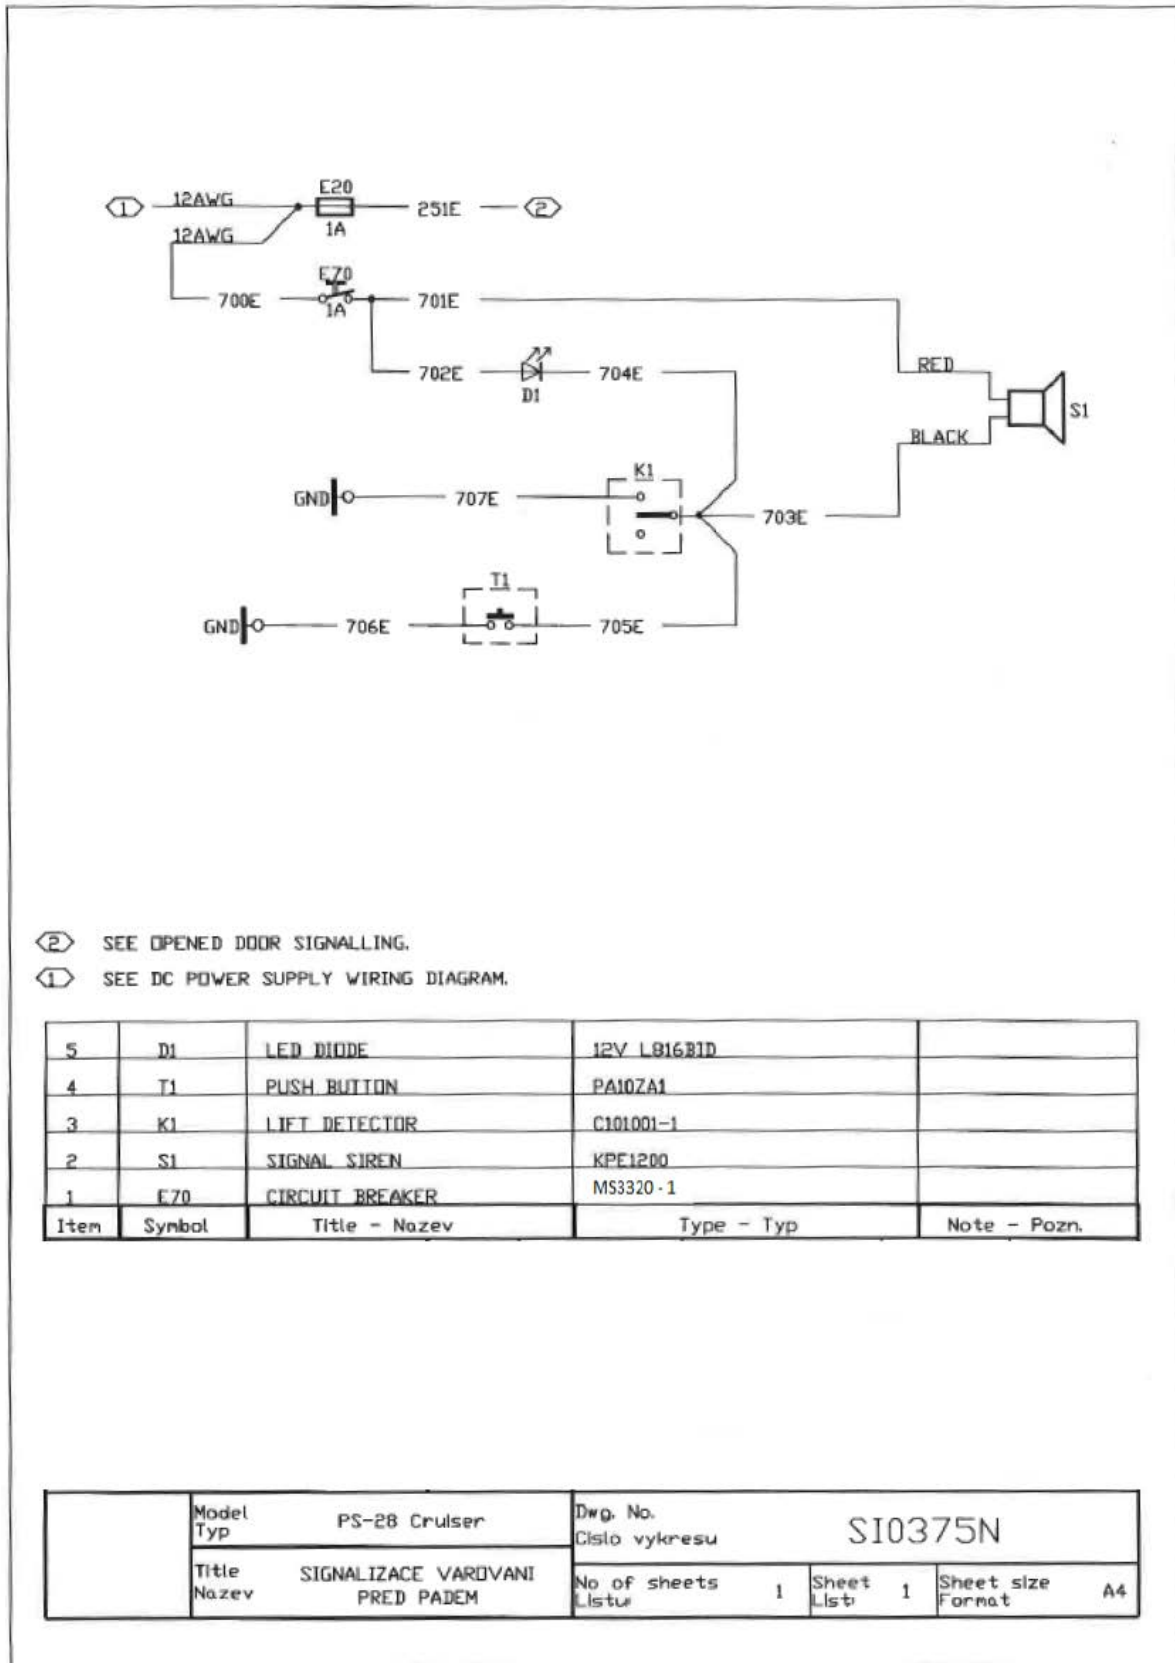 1 12AWG E20 251E 2
1A
12AWG
E70
700E 701E
1A
RED
702E 704E
D1
S1
BLACK
K1
GND 707E
703E
T1
GND 706E 705E
2 SEE OPENED DOOR SIGNALLING.
1 SEE DC POWER SUPPLY WIRING DIAGRAM.
5 D1 LED DIODE 12V L816BID
4 T1 PUSH BUTTON PA10ZA1
3 K1 LIFT DETECTOR C101001-1
2 S1 SIGNAL SIREN KPE1200
1 E70 CIRCUIT BREAKER MS3320-1
Item Symbol Title - Nazev Type - Typ Note - Pozn.
Model PS-28 Cruiser Dwg. No. SI0375N
Typ Cislo vykresu
Title SIGNALIZACE VAROVANI No of sheets 1 Sheet 1 Sheet size A4
Nazev PRED PADEM Listu List Format